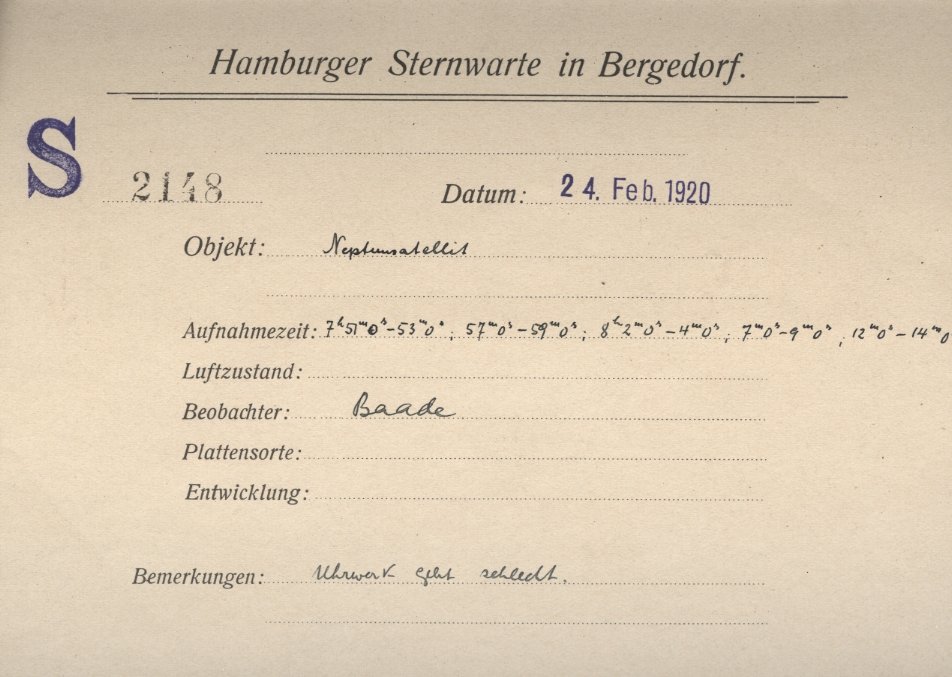 Hamburger Sternwarte in Bergedorf.
S
2148 Datum: 24. Feb. 1920
Objekt: Neptunsatellit
Aufnahmezeit: 7ʰ51ᵐ0ˢ–53ᵐ0ˢ; 57ᵐ0ˢ–59ᵐ0ˢ; 8ʰ2ᵐ0ˢ–4ᵐ0ˢ; 7ᵐ0ˢ–9ᵐ0ˢ; 12ᵐ0ˢ–14ᵐ0
Luftzustand:
Beobachter: Baade
Plattensorte:
Entwicklung:
Bemerkungen: Uhrwerk geht schlecht.